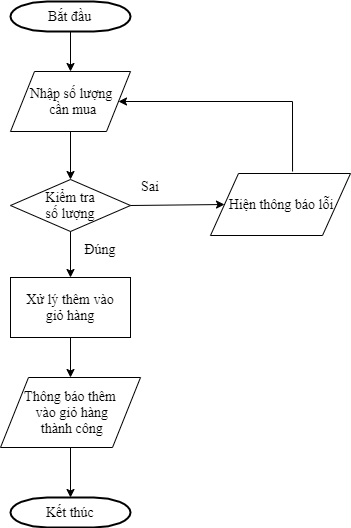 Bắt đầu
Nhập số lượng
cần mua
Kiểm tra
số lượng
Sai
Hiện thông báo lỗi
Đúng
Xử lý thêm vào
giỏ hàng
Thông báo thêm
vào giỏ hàng
thành công
Kết thúc